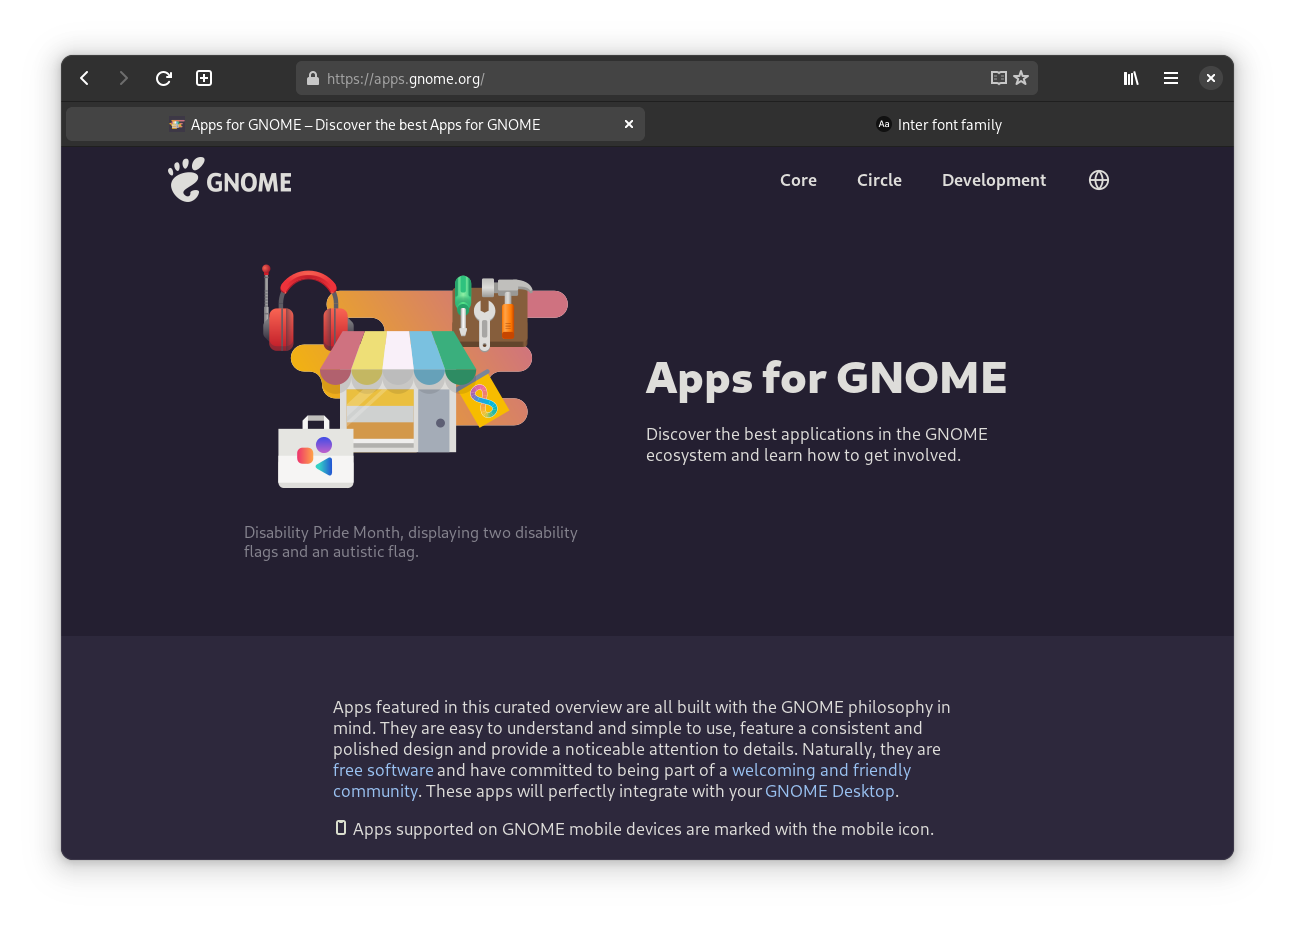 https://apps.gnome.org/
Apps for GNOME – Discover the best Apps for GNOME
Aa Inter font family
GNOME
Core
Circle
Development
Apps for GNOME
Discover the best applications in the GNOME
ecosystem and learn how to get involved.
Disability Pride Month, displaying two disability
flags and an autistic flag.
Apps featured in this curated overview are all built with the GNOME philosophy in
mind. They are easy to understand and simple to use, feature a consistent and
polished design and provide a noticeable attention to details. Naturally, they are
free software and have committed to being part of a welcoming and friendly
community. These apps will perfectly integrate with your GNOME Desktop.
Apps supported on GNOME mobile devices are marked with the mobile icon.